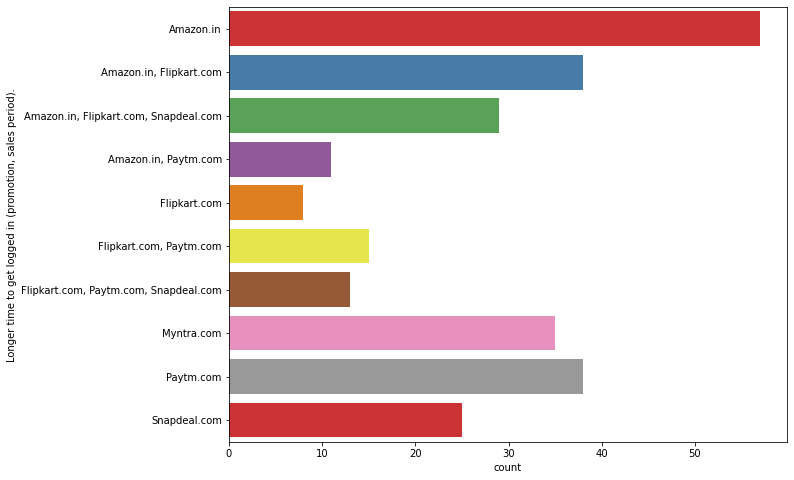 Longer time to get logged in (promotion, sales period).
Amazon.in
Amazon.in, Flipkart.com
Amazon.in, Flipkart.com, Snapdeal.com
Amazon.in, Paytm.com
Flipkart.com
Flipkart.com, Paytm.com
Flipkart.com, Paytm.com, Snapdeal.com
Myntra.com
Paytm.com
Snapdeal.com
0 10 20 30 40 50
count